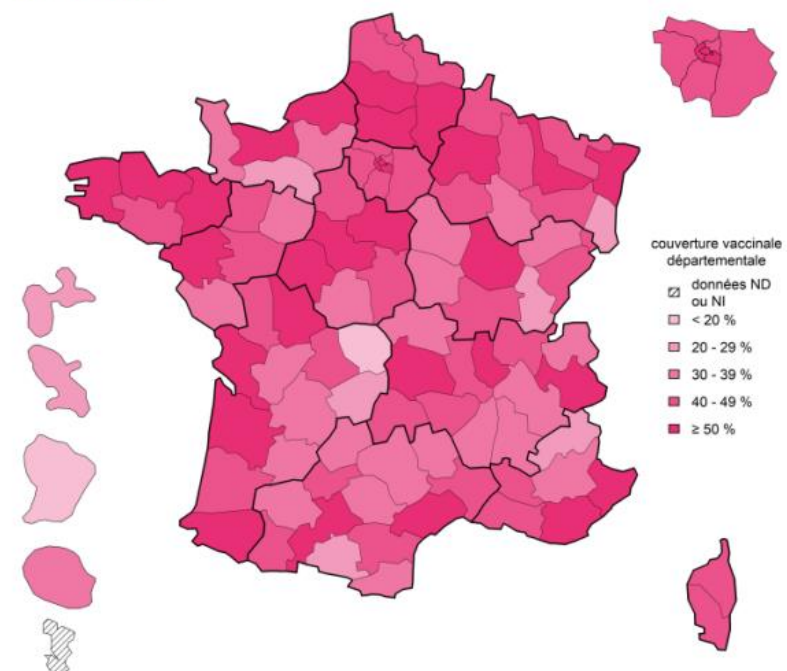 couverture vaccinale
départementale
données ND
ou NI
< 20 %
20 - 29 %
30 - 39 %
40 - 49 %
≥ 50 %